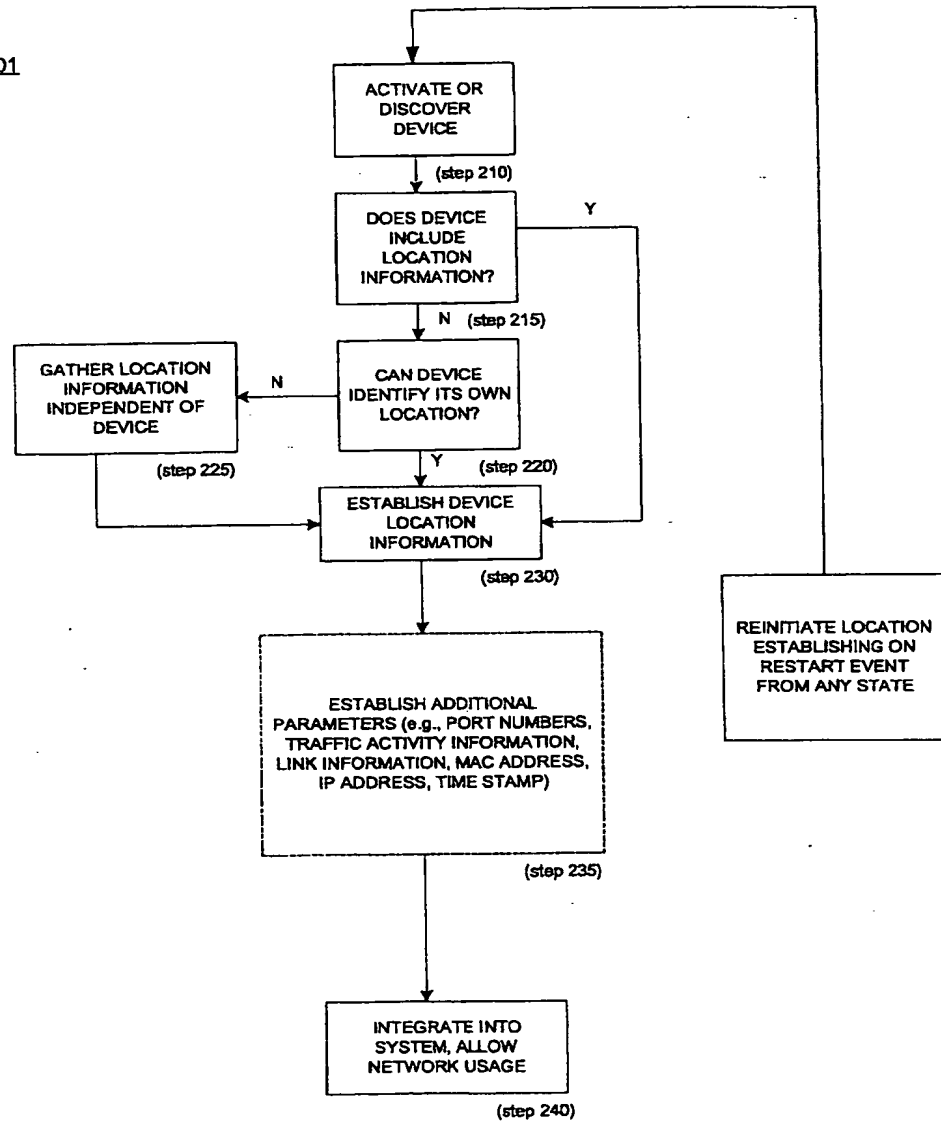 01
ACTIVATE OR
DISCOVER
DEVICE
(step 210)
DOES DEVICE
INCLUDE
LOCATION
INFORMATION?
Y
N (step 215)
GATHER LOCATION
INFORMATION
INDEPENDENT OF
DEVICE
N
CAN DEVICE
IDENTIFY ITS OWN
LOCATION?
(step 225)
Y (step 220)
ESTABLISH DEVICE
LOCATION
INFORMATION
(step 230)
REINITIATE LOCATION
ESTABLISHING ON
RESTART EVENT
FROM ANY STATE
ESTABLISH ADDITIONAL
PARAMETERS (e.g., PORT NUMBERS,
TRAFFIC ACTIVITY INFORMATION,
LINK INFORMATION, MAC ADDRESS,
IP ADDRESS, TIME STAMP)
(step 235)
INTEGRATE INTO
SYSTEM, ALLOW
NETWORK USAGE
(step 240)